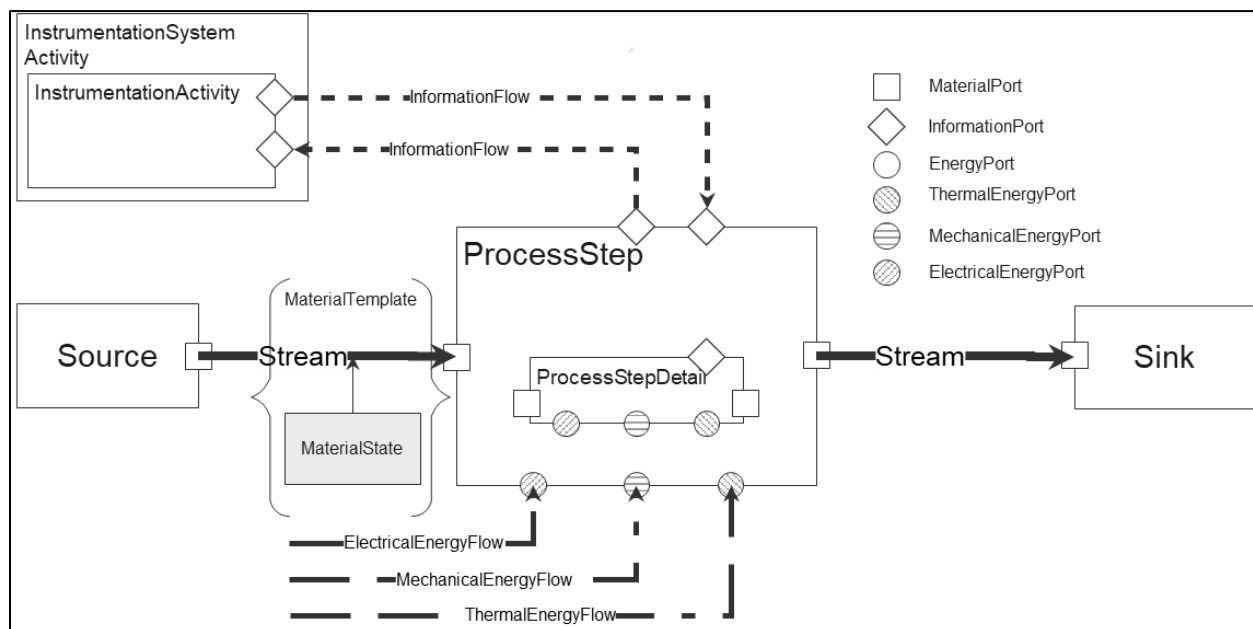 InstrumentationSystem
Activity
InstrumentationActivity
InformationFlow
InformationFlow
MaterialPort
InformationPort
EnergyPort
ThermalEnergyPort
MechanicalEnergyPort
ElectricalEnergyPort
ProcessStep
MaterialTemplate
Source
Stream
MaterialState
ProcessStepDetail
Stream
Sink
ElectricalEnergyFlow
MechanicalEnergyFlow
ThermalEnergyFlow